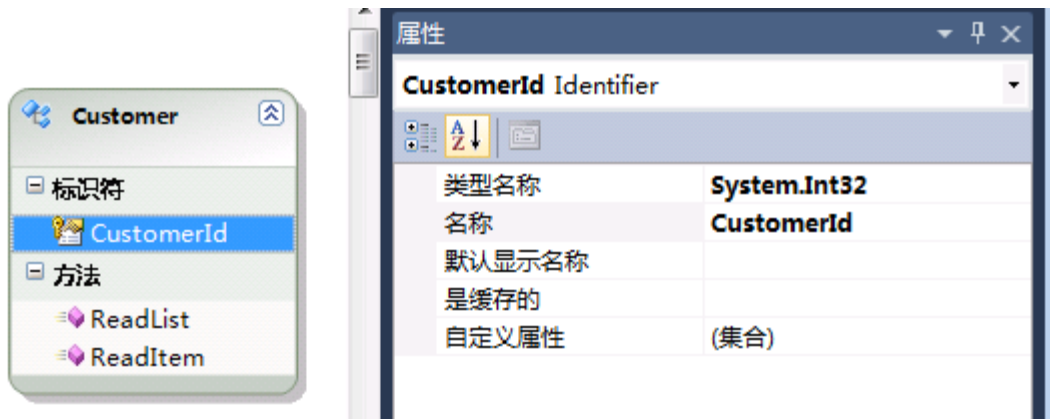 Customer
标识符
CustomerId
方法
ReadList
ReadItem
属性
CustomerId Identifier
类型名称 System.Int32
名称 CustomerId
默认显示名称
是缓存的
自定义属性 (集合)